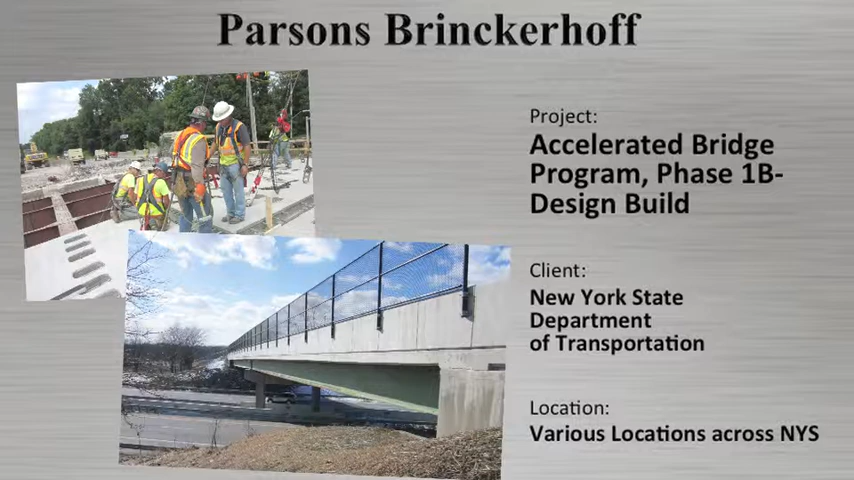 Parsons Brinckerhoff
Project:
Accelerated Bridge
Program, Phase 1B-
Design Build
Client:
New York State
Department
of Transportation
Location:
Various Locations across NYS